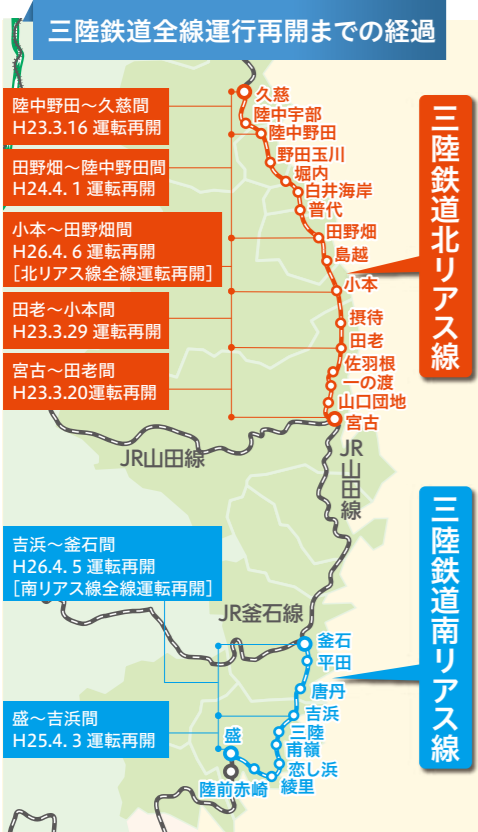 三陸鉄道全線運行再開までの経過
陸中野田～久慈間
H23.3.16 運転再開
田野畑～陸中野田間
H24.4. 1 運転再開
小本～田野畑間
H26.4. 6 運転再開
［北リアス線全線運転再開］
田老～小本間
H23.3.29 運転再開
宮古～田老間
H23.3.20運転再開
久慈
陸中宇部
陸中野田
野田玉川
堀内
白井海岸
普代
田野畑
島越
小本
摂待
田老
佐羽根
一の渡
山口団地
宮古
三陸鉄道北リアス線
JR山田線
JR山田線
吉浜～釜石間
H26.4. 5 運転再開
［南リアス線全線運転再開］
JR釜石線
盛～吉浜間
H25.4. 3 運転再開
釜石
平田
唐丹
吉浜
三陸
甫嶺
恋し浜
綾里
盛
陸前赤崎
三陸鉄道南リアス線